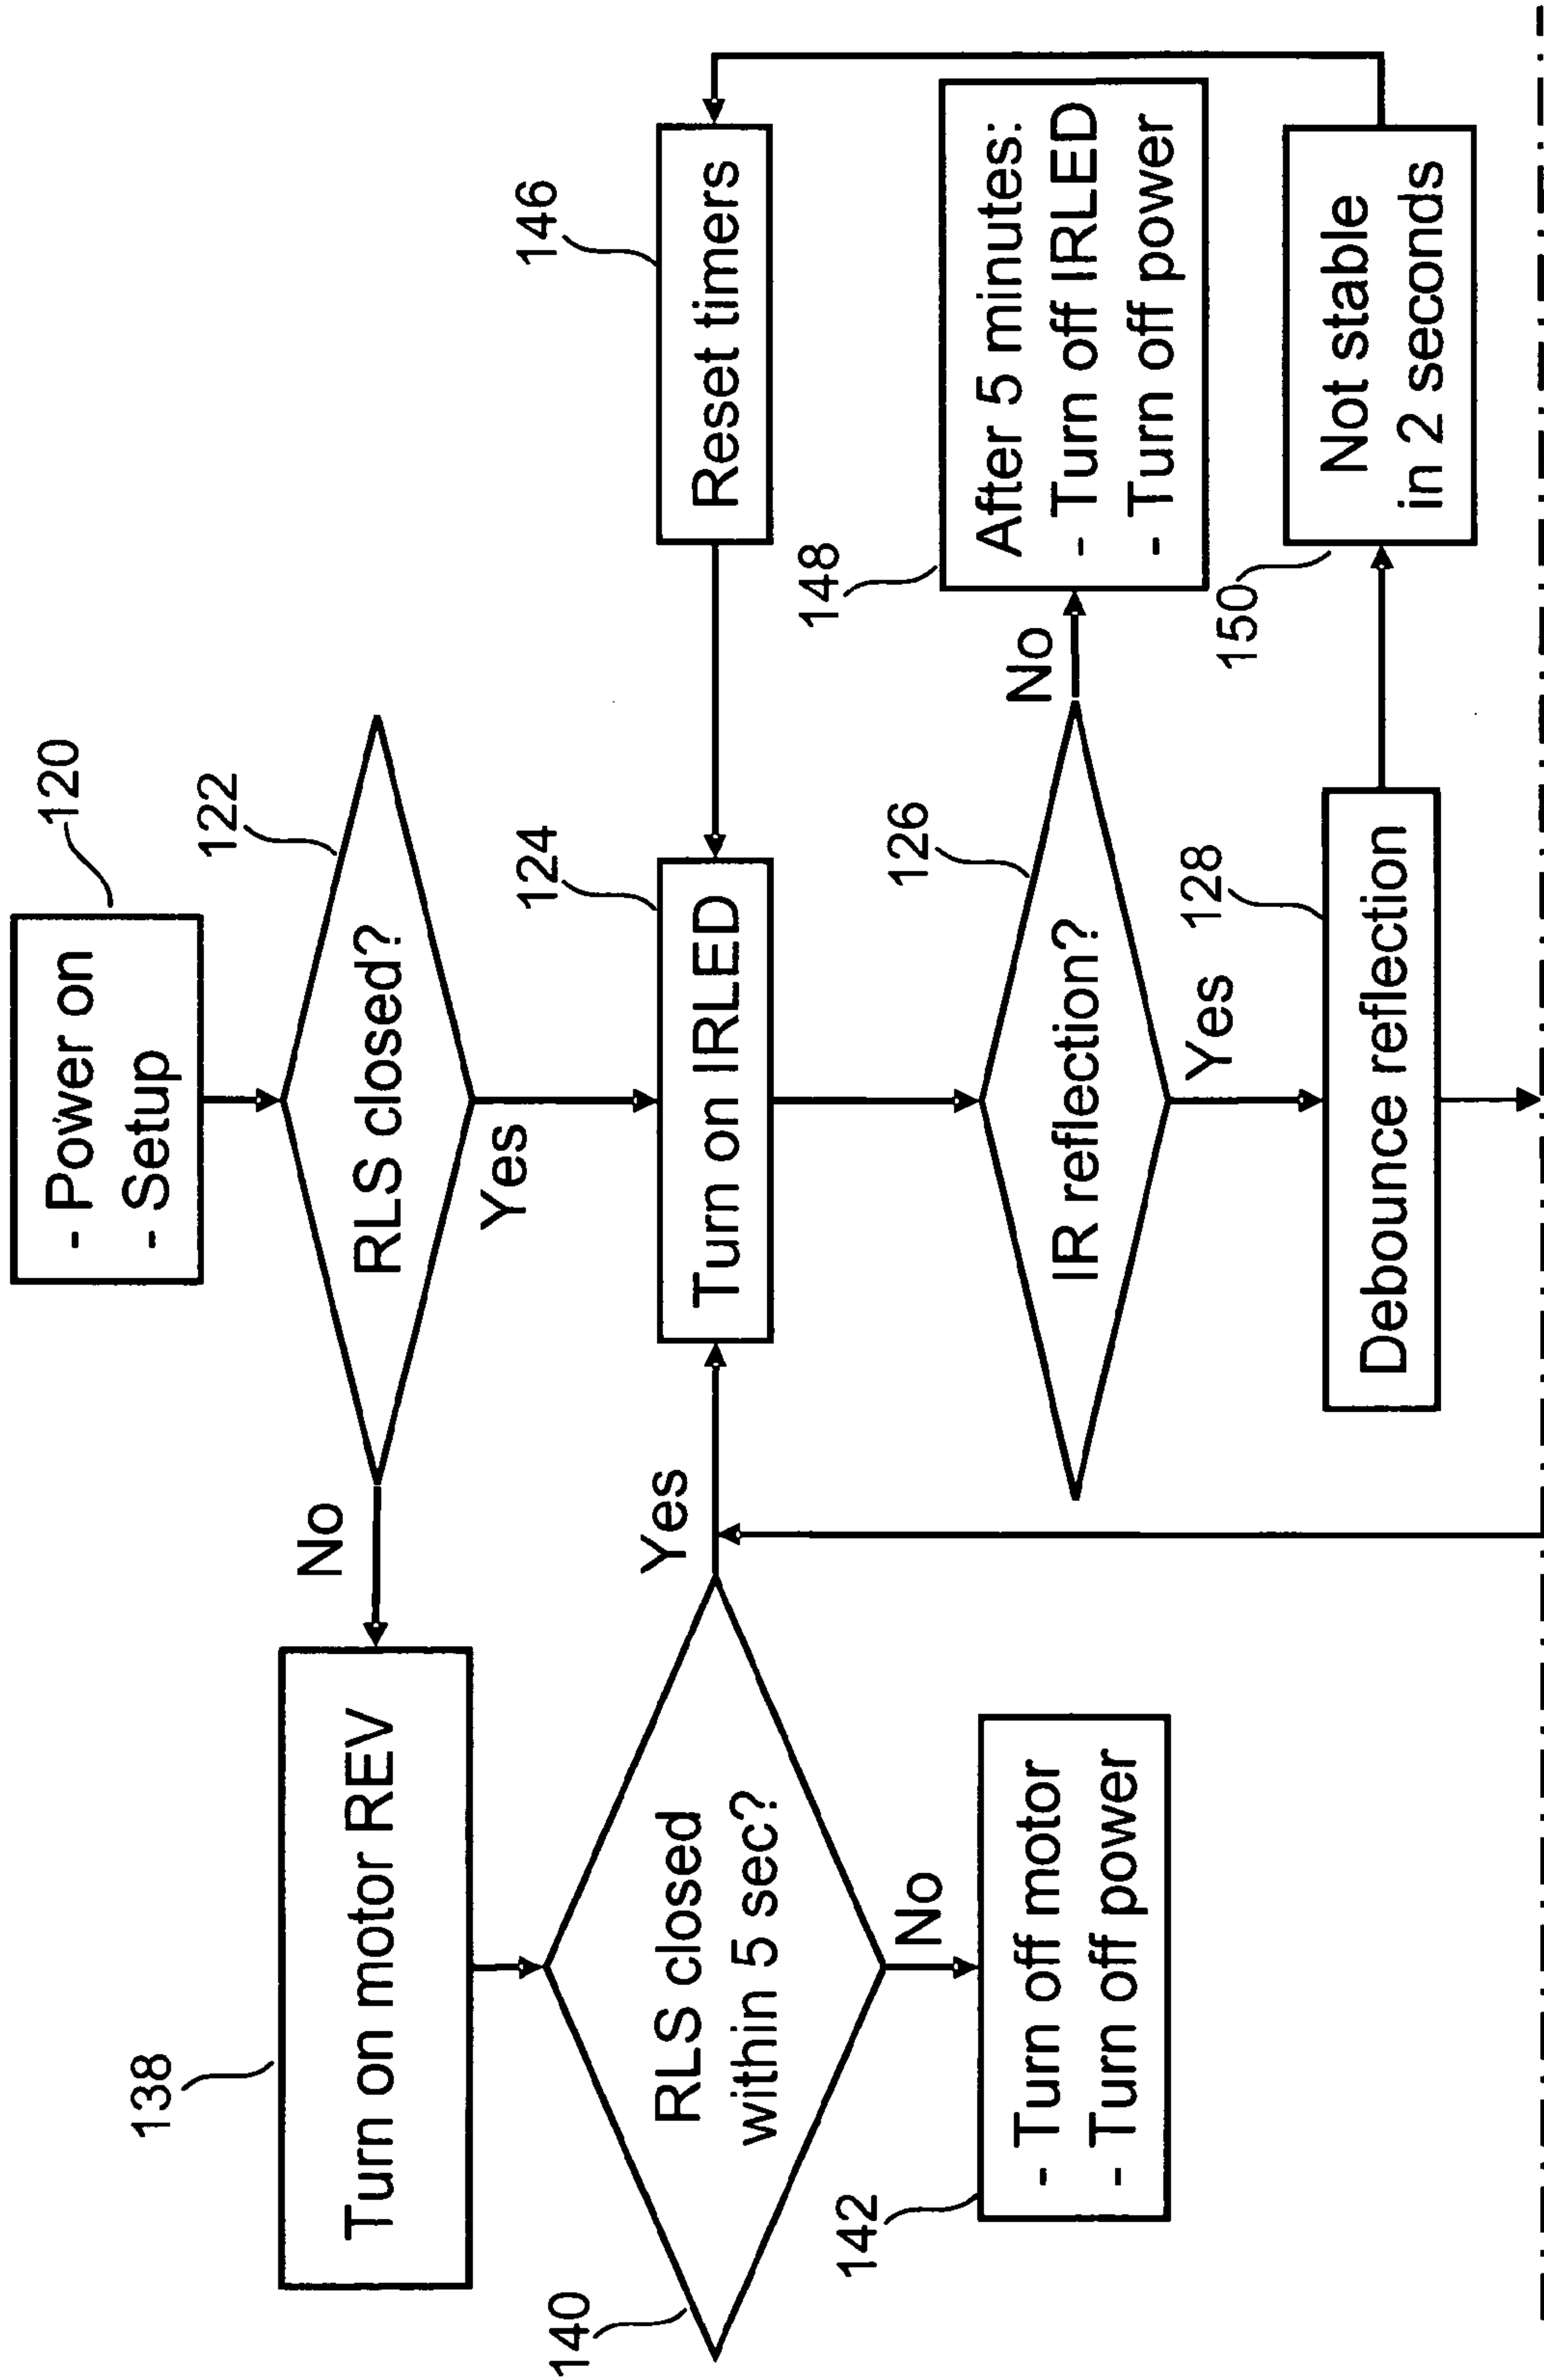 120
- Power on
- Setup
122
RLS closed?
No
Yes
138
Turn on motor REV
140
RLS closed
within 5 sec?
Yes
No
142
- Turn off motor
- Turn off power
124
Turn on IRLED
146
Reset timers
126
IR reflection?
No
Yes
148
After 5 minutes:
- Turn off IRLED
- Turn off power
128
Debounce reflection
150
Not stable
in 2 seconds